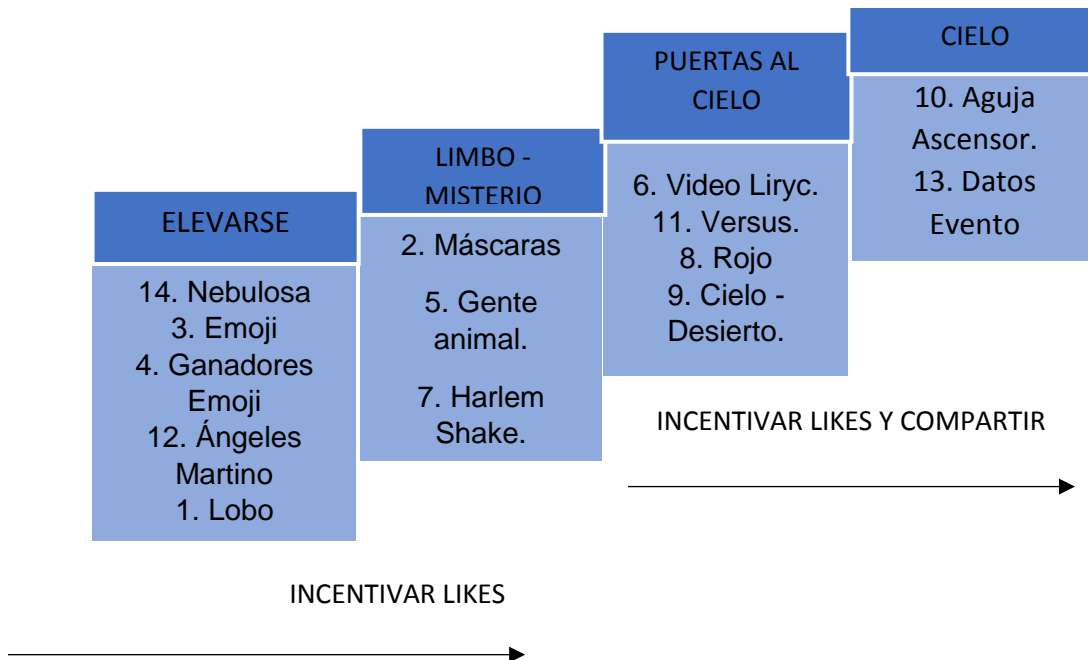 ELEVARSE
14. Nebulosa
3. Emoji
4. Ganadores
Emoji
12. Ángeles
Martino
1. Lobo
LIMBO -
MISTERIO
2. Máscaras
5. Gente
animal.
7. Harlem
Shake.
PUERTAS AL
CIELO
6. Video Liryc.
11. Versus.
8. Rojo
9. Cielo -
Desierto.
CIELO
10. Aguja
Ascensor.
13. Datos
Evento
INCENTIVAR LIKES Y COMPARTIR
INCENTIVAR LIKES